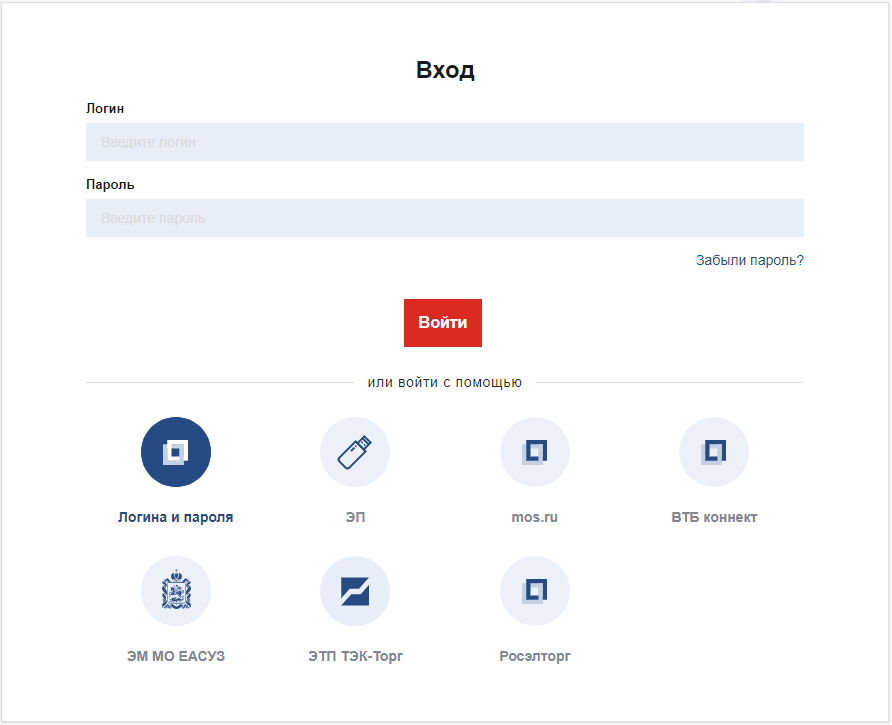 Вход
Логин
Введите логин
Пароль
Введите пароль
Забыли пароль?
Войти
или войти с помощью
Логина и пароля
ЭП
mos.ru
ВТБ коннект
ЭМ МО ЕАСУЗ
ЭТП ТЭК-Торг
Росэлторг